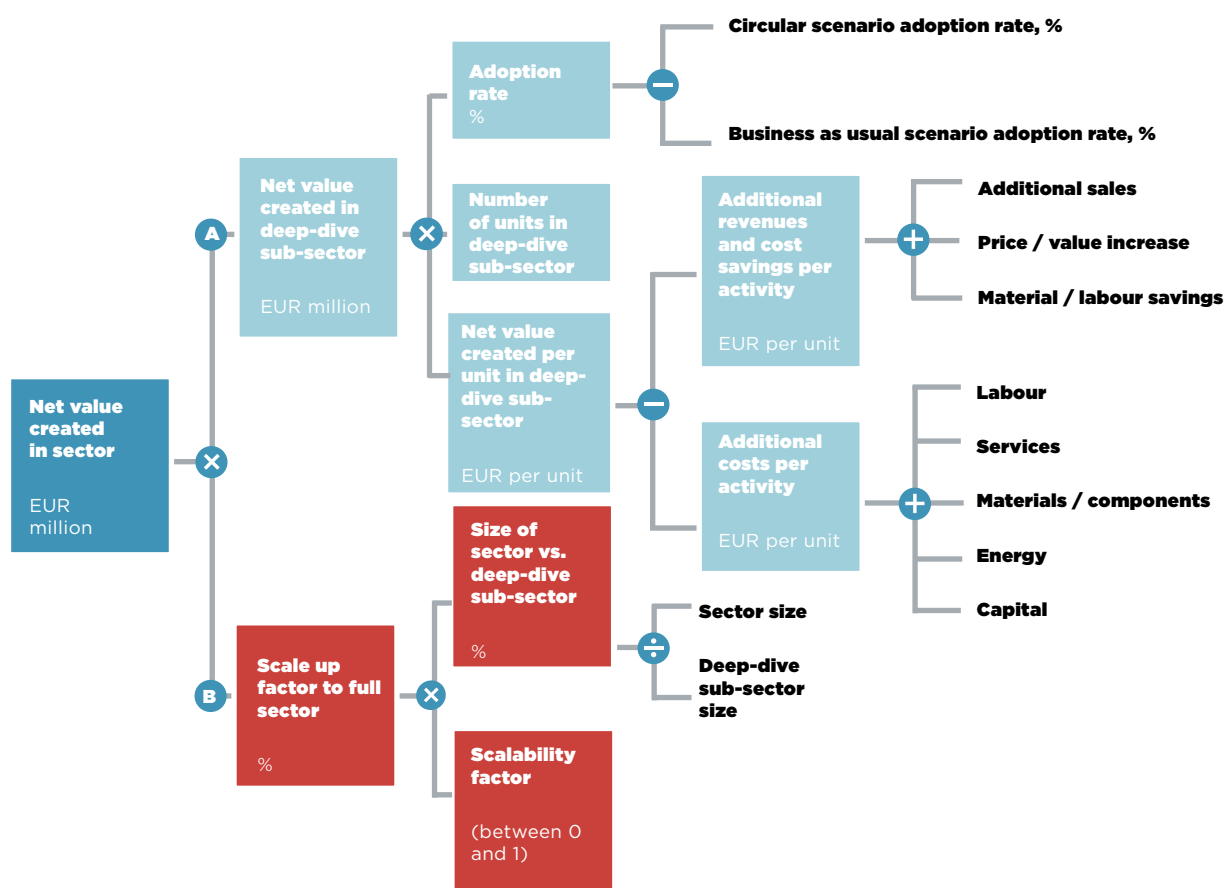 Circular scenario adoption rate, %
Adoption
rate
%
Business as usual scenario adoption rate, %
Net value
created in
deep-dive
sub-sector
EUR million
A
×
Number
of units in
deep-dive
sub-sector
Additional
revenues
and cost
savings per
activity
EUR per unit
Additional sales
Price / value increase
Material / labour savings
−
+
Net value
created per
unit in deep-
dive sub-
sector
EUR per unit
−
Net value
created
in sector
EUR
million
×
Additional
costs per
activity
EUR per unit
+
Labour
Services
Materials / components
Energy
Capital
Size of
sector vs.
deep-dive
sub-sector
%
÷
Sector size
Deep-dive
sub-sector
size
B
Scale up
factor to full
sector
%
×
Scalability
factor
(between 0
and 1)